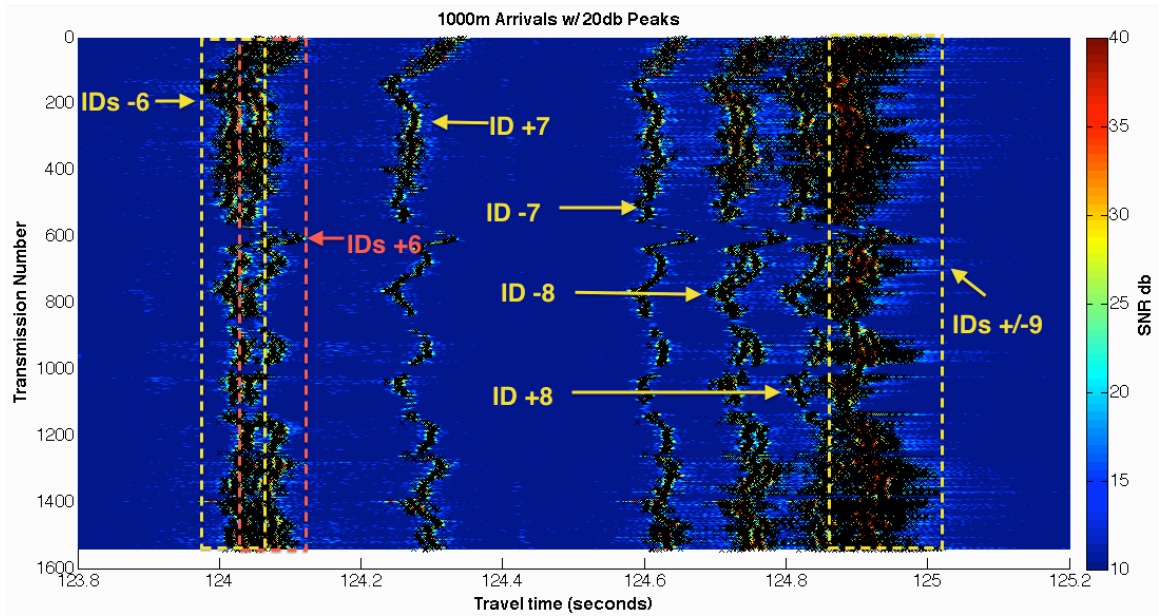 1000m Arrivals w/20db Peaks
0
200
400
600
800
1000
1200
1400
1600
Transmission Number
IDs -6
ID +7
IDs +6
ID -7
ID -8
ID +8
IDs +/-9
123.8
124
124.2
124.4
124.6
124.8
125
125.2
Travel time (seconds)
40
35
30
25
20
15
10
SNR db